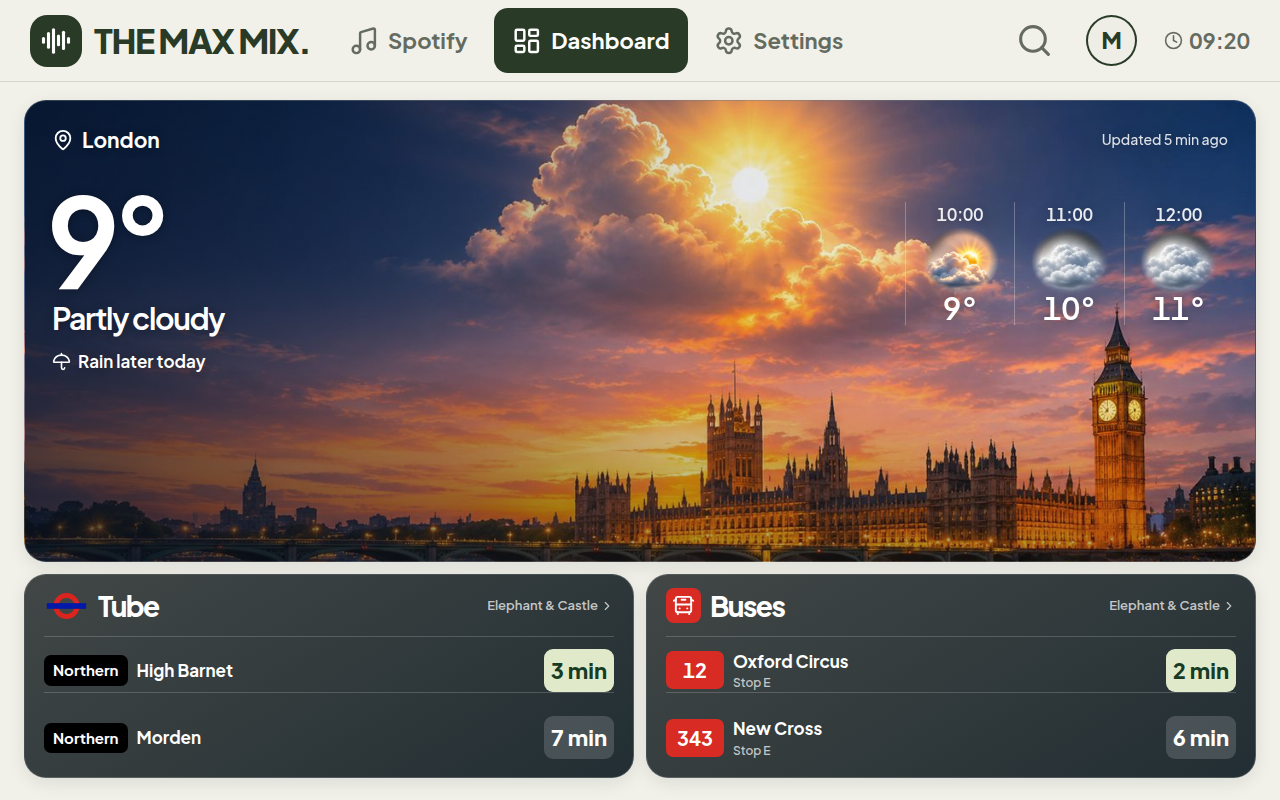 THE MAX MIX.
Spotify
Dashboard
Settings
M
09:20
London
Updated 5 min ago
9°
Partly cloudy
Rain later today
10:00
11:00
12:00
9°
10°
11°
Tube
Elephant & Castle
Northern
High Barnet
3 min
Northern
Morden
7 min
Buses
Elephant & Castle
12
Oxford Circus
Stop E
2 min
343
New Cross
Stop E
6 min